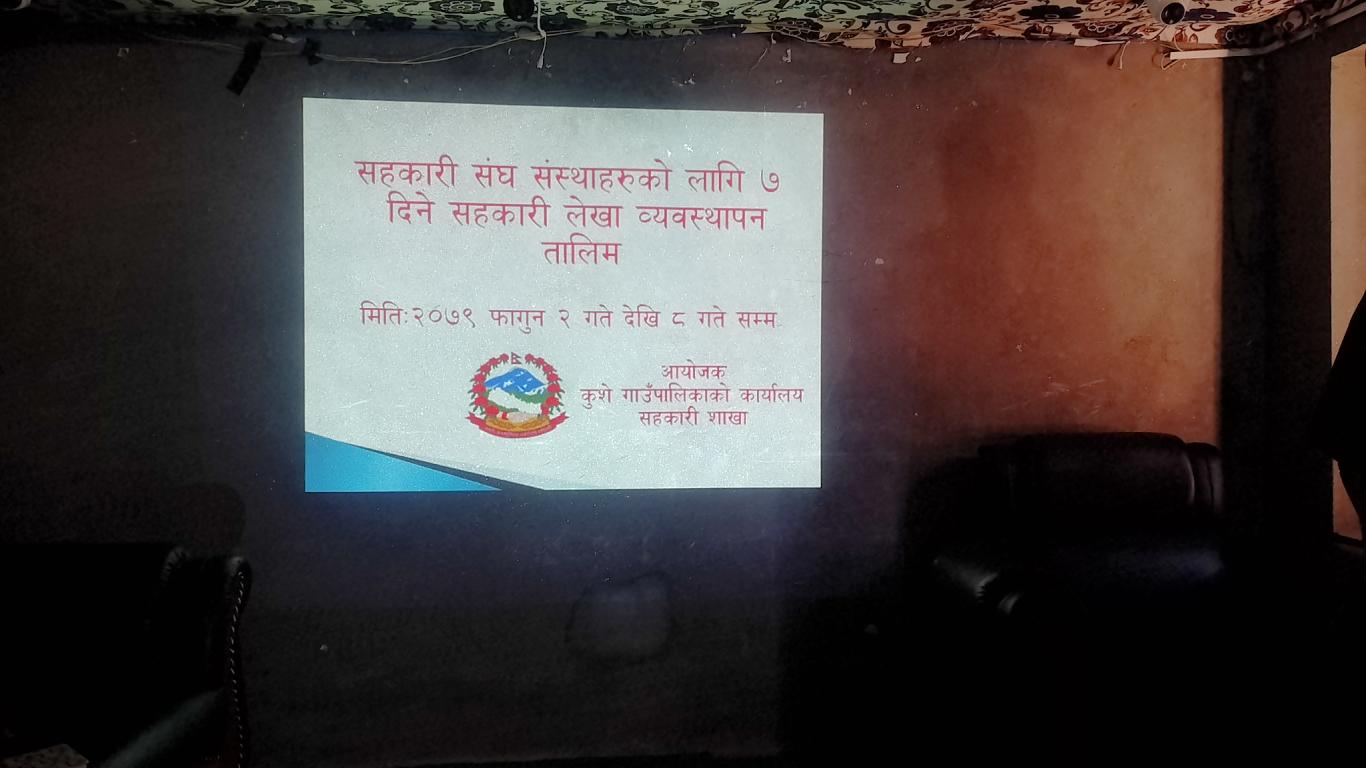 सहकारी संघ संस्थाहरुको लागि ७
दिने सहकारी लेखा व्यवस्थापन
तालिम
मितिः२०७९ फागुन २ गते देखि ८ गते सम्म
आयोजक
कुशे गाउँपालिकाको कार्यालय
सहकारी शाखा